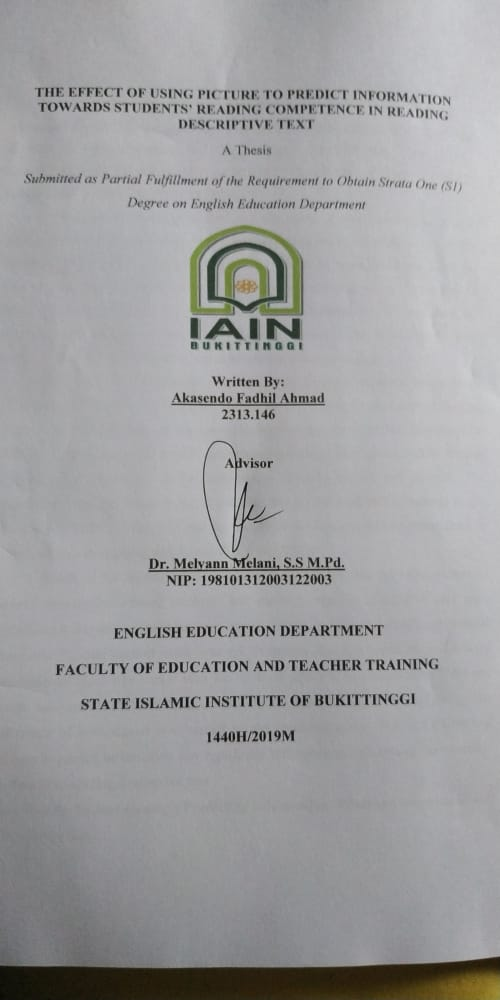 THE EFFECT OF USING PICTURE TO PREDICT INFORMATION
TOWARDS STUDENTS' READING COMPETENCE IN READING
DESCRIPTIVE TEXT
A Thesis
Submitted as Partial Fulfillment of the Requirement to Obtain Strata One (S1)
Degree on English Education Department
IAIN
BUKITTINGGI
Written By:
Akasendo Fadhil Ahmad
2313.146
Advisor
Dr. Melyann Melani, S.S M.Pd.
NIP: 198101312003122003
ENGLISH EDUCATION DEPARTMENT
FACULTY OF EDUCATION AND TEACHER TRAINING
STATE ISLAMIC INSTITUTE OF BUKITTINGGI
1440H/2019M